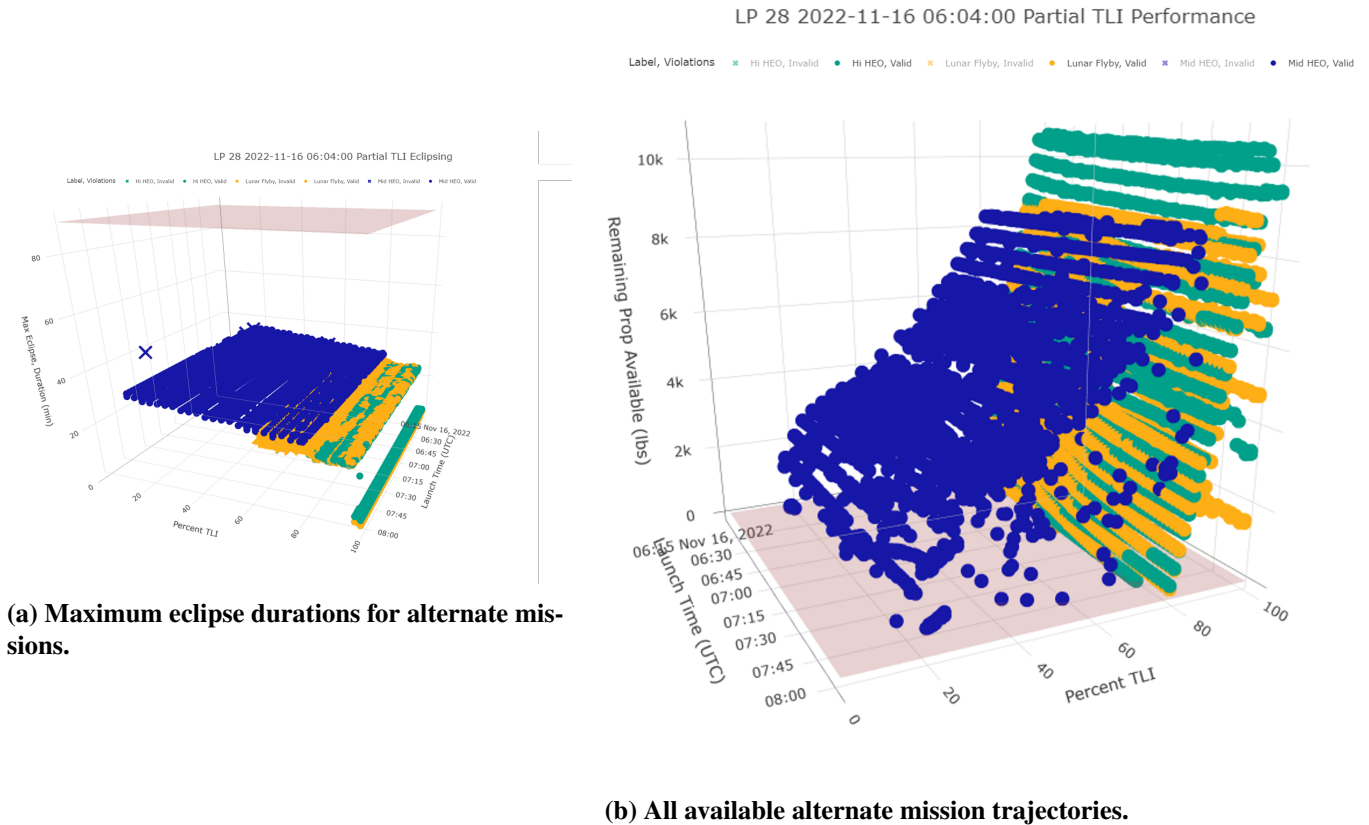 LP 28 2022-11-16 06:04:00 Partial TLI Performance
Label, Violations Hi HEO, Invalid Hi HEO, Valid Lunar Flyby, Invalid Lunar Flyby, Valid Mid HEO, Invalid Mid HEO, Valid
LP 28 2022-11-16 06:04:00 Partial TLI Eclipsing
Label, Violations Hi HEO, Invalid Hi HEO, Valid Lunar Flyby, Invalid Lunar Flyby, Valid Mid HEO, Invalid Mid HEO, Valid
80
60
40
20
0
Max Eclipse, Duration (min)
20
40
60
80
100
Percent TLI
06:15 Nov 16, 2022
06:30
06:45
07:00
07:15
07:30
07:45
08:00
Launch Time (UTC)
(a) Maximum eclipse durations for alternate mis-
sions.
10k
8k
6k
4k
2k
0
Remaining Prop Available (lbs)
06:15 Nov 16, 2022
06:30
06:45
07:00
07:15
07:30
07:45
08:00
Launch Time (UTC)
0
20
40
60
80
100
Percent TLI
(b) All available alternate mission trajectories.